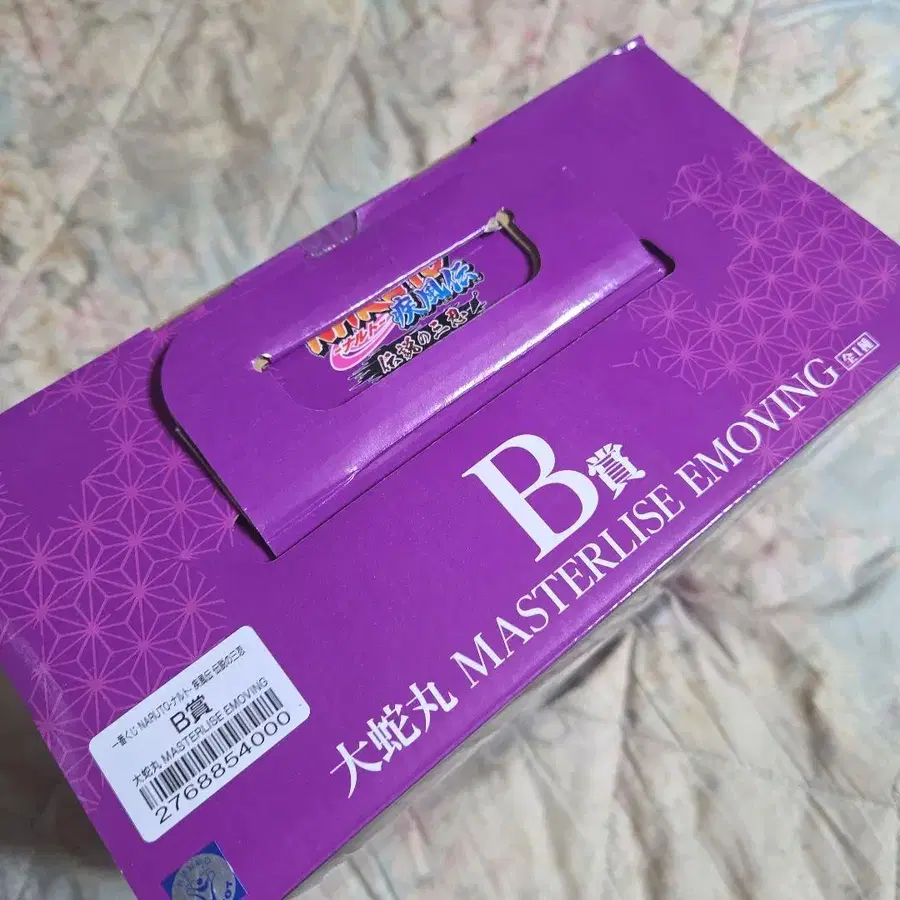 ナルト
疾風伝
伝説の三忍
B賞
大蛇丸 MASTERLISE EMOVING 全1種
一番くじ NARUTO-ナルト- 疾風伝 伝説の三忍
B賞
大蛇丸 MASTERLISE EMOVING
2768854000